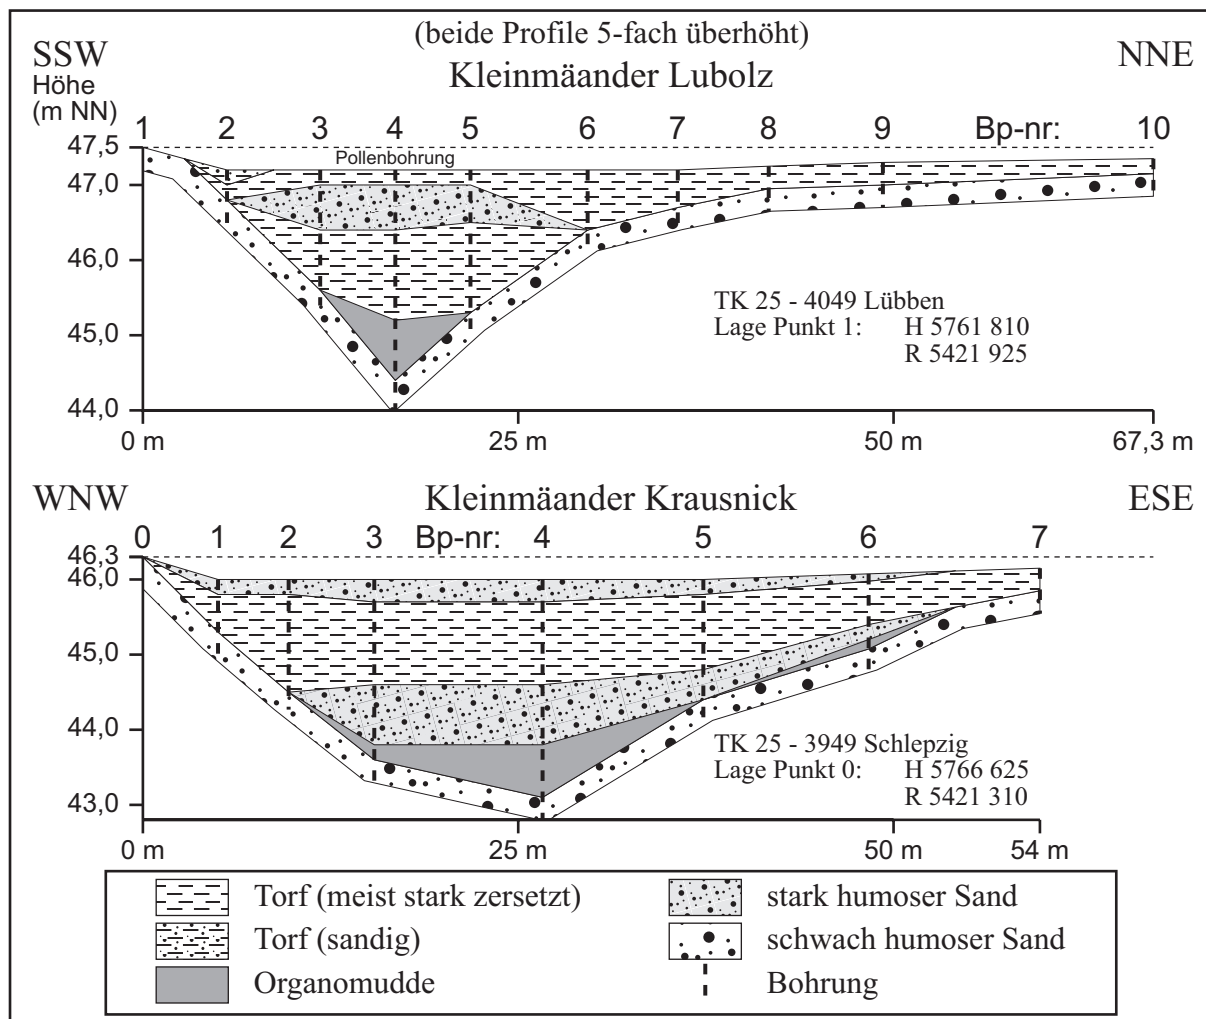 (beide Profile 5-fach überhöht)
SSW Kleinmäander Lubolz NNE
Höhe
(m NN)
1 2 3 4 5 6 7 8 9 Bp-nr: 10
47,5
Pollenbohrung
47,0
46,0
45,0
44,0
TK 25 - 4049 Lübben
Lage Punkt 1: H 5761 810
R 5421 925
0 m 25 m 50 m 67,3 m
WNW Kleinmäander Krausnick ESE
0 1 2 3 Bp-nr: 4 5 6 7
46,3
46,0
45,0
44,0
43,0
TK 25 - 3949 Schlepzig
Lage Punkt 0: H 5766 625
R 5421 310
0 m 25 m 50 m 54 m
Torf (meist stark zersetzt) stark humoser Sand
Torf (sandig) schwach humoser Sand
Organomudde Bohrung